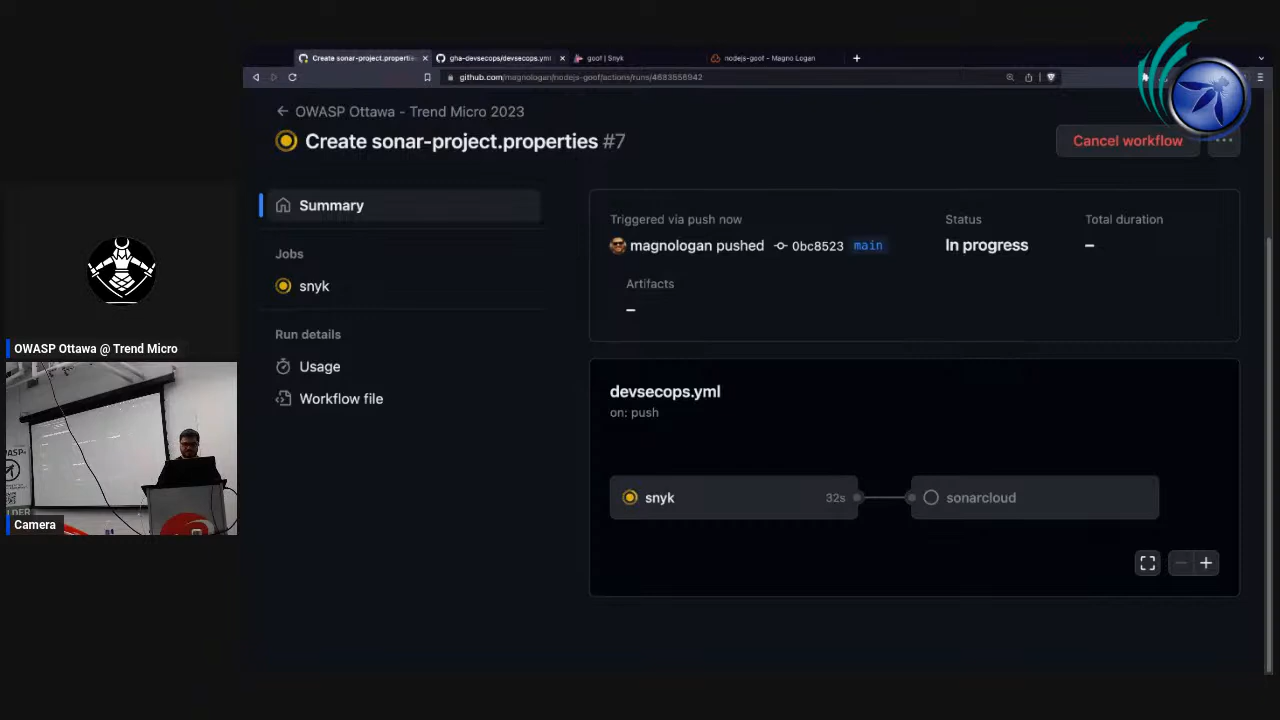 Create sonar-project.propertie
gha-devsecops/devsecops.yml
goof | Snyk
nodejs-goof - Magno Logan
github.com/magnologan/nodejs-goof/actions/runs/4683556942
OWASP Ottawa - Trend Micro 2023
Create sonar-project.properties #7
Cancel workflow
Summary
Jobs
snyk
Run details
Usage
Workflow file
Triggered via push now
magnologan pushed 0bc8523 main
Status
In progress
Total duration
–
Artifacts
–
devsecops.yml
on: push
snyk 32s
sonarcloud
OWASP Ottawa @ Trend Micro
Camera